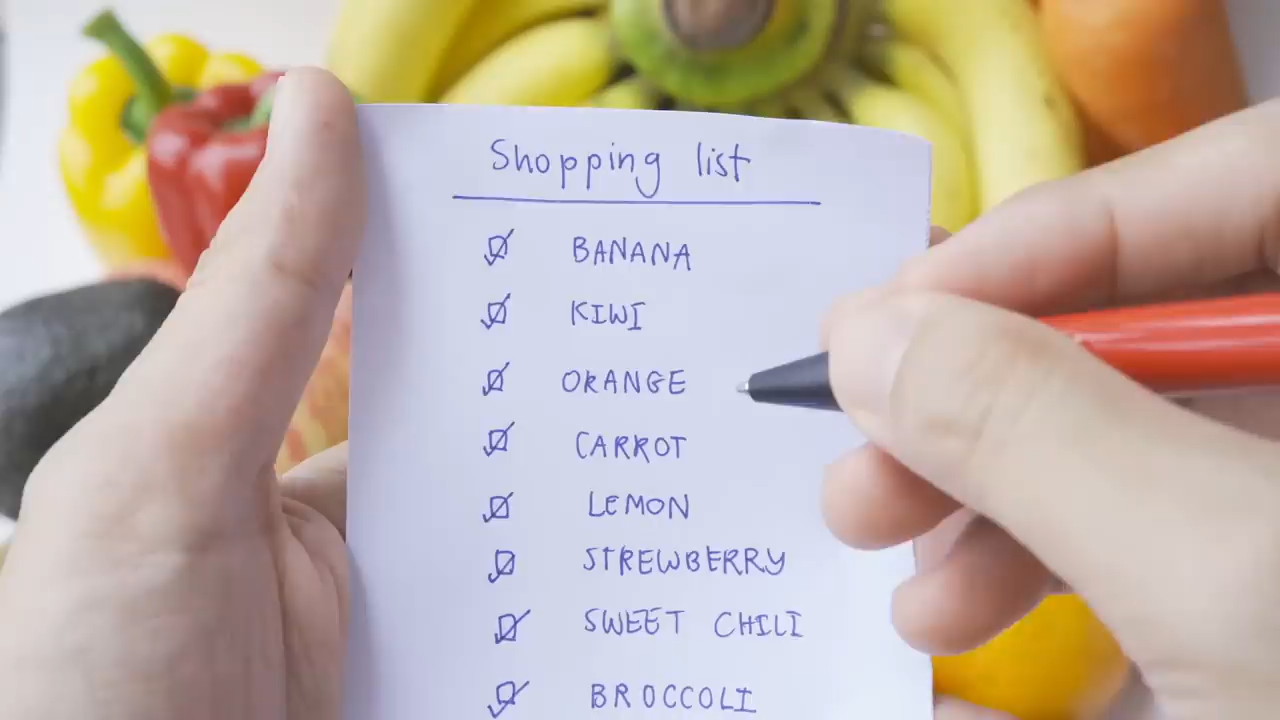 Shopping list
☑ BANANA
☑ KIWI
☑ ORANGE
☑ CARROT
☑ LEMON
☑ STREWBERRY
☑ SWEET CHILI
☑ BROCCOLI